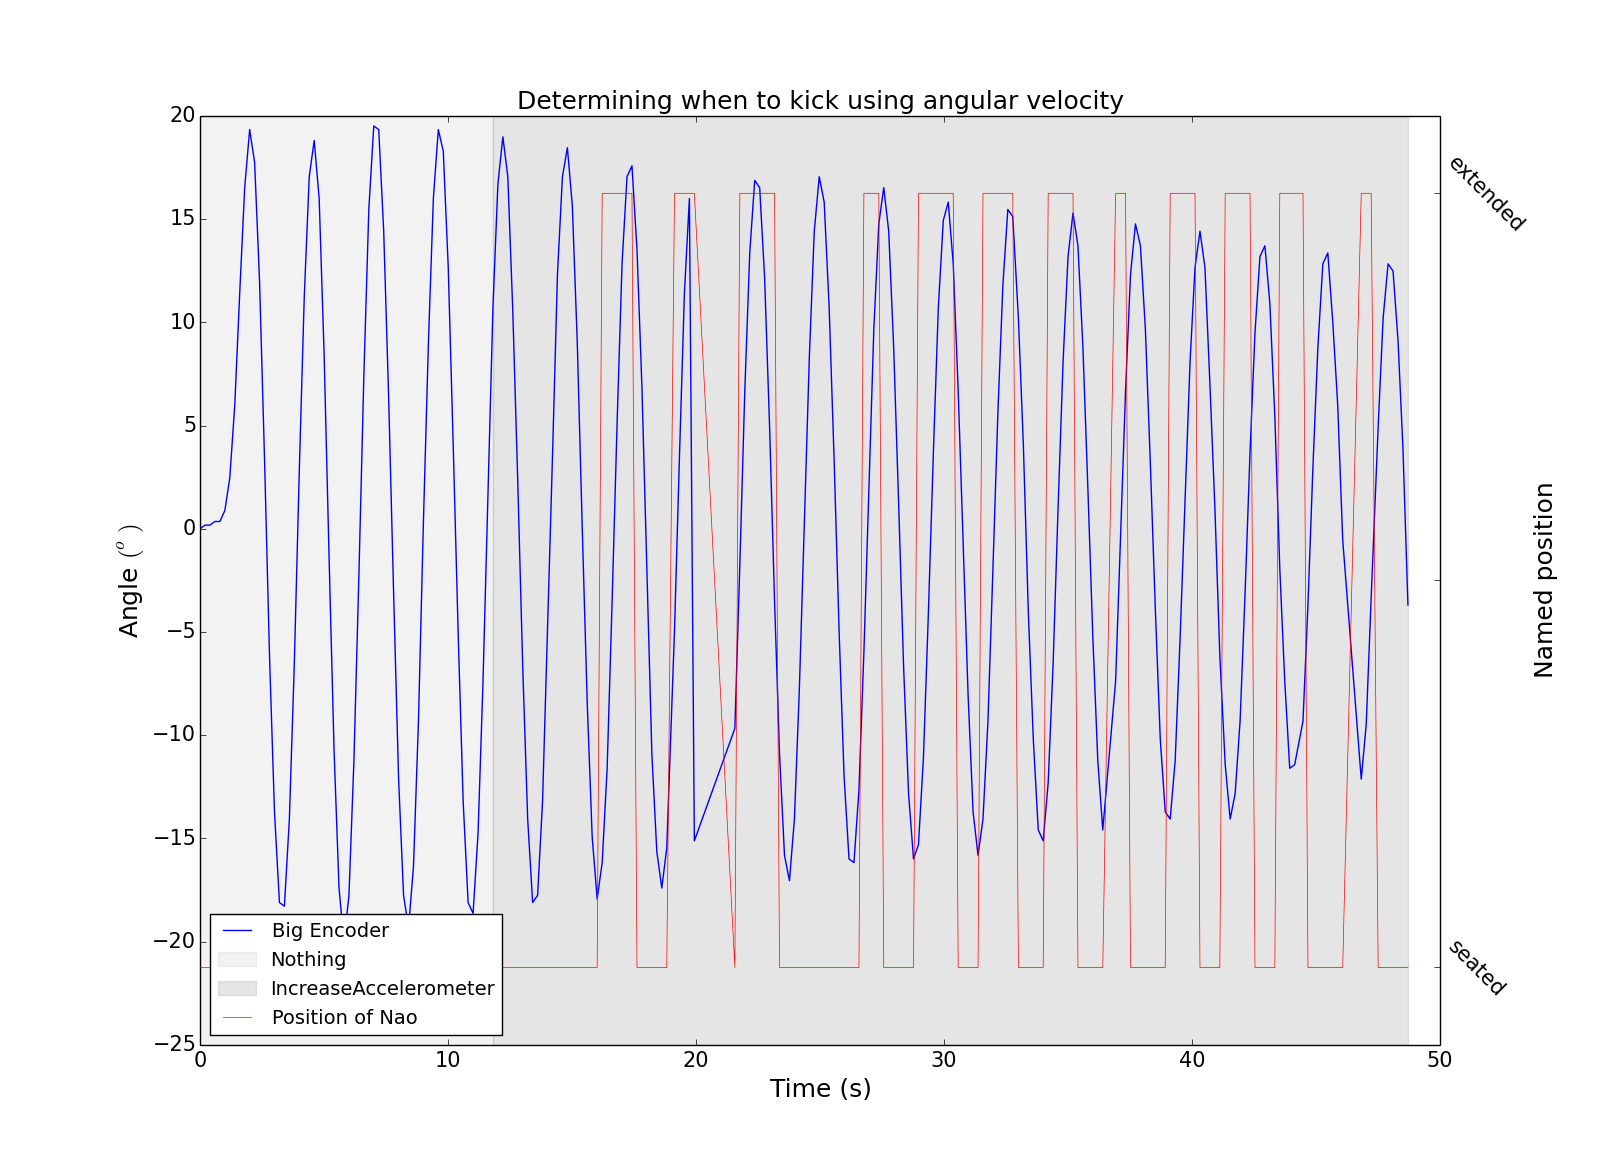 Determining when to kick using angular velocity
20
15
10
5
0
−5
−10
−15
−20
−25
Angle (°)
extended
seated
Named position
Big Encoder
Nothing
IncreaseAccelerometer
Position of Nao
0 10 20 30 40 50
Time (s)